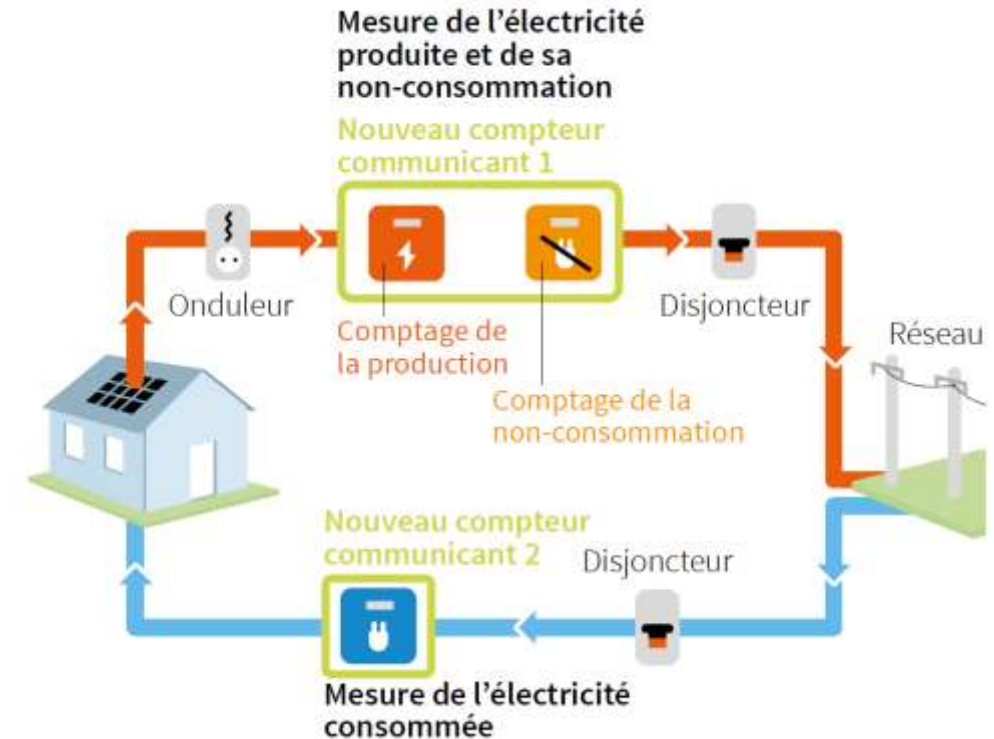 Mesure de l'électricité
produite et de sa
non-consommation
Nouveau compteur
communicant 1
Onduleur
Disjoncteur
Réseau
Comptage de
la production
Comptage de la
non-consommation
Nouveau compteur
communicant 2
Disjoncteur
Mesure de l'électricité
consommée